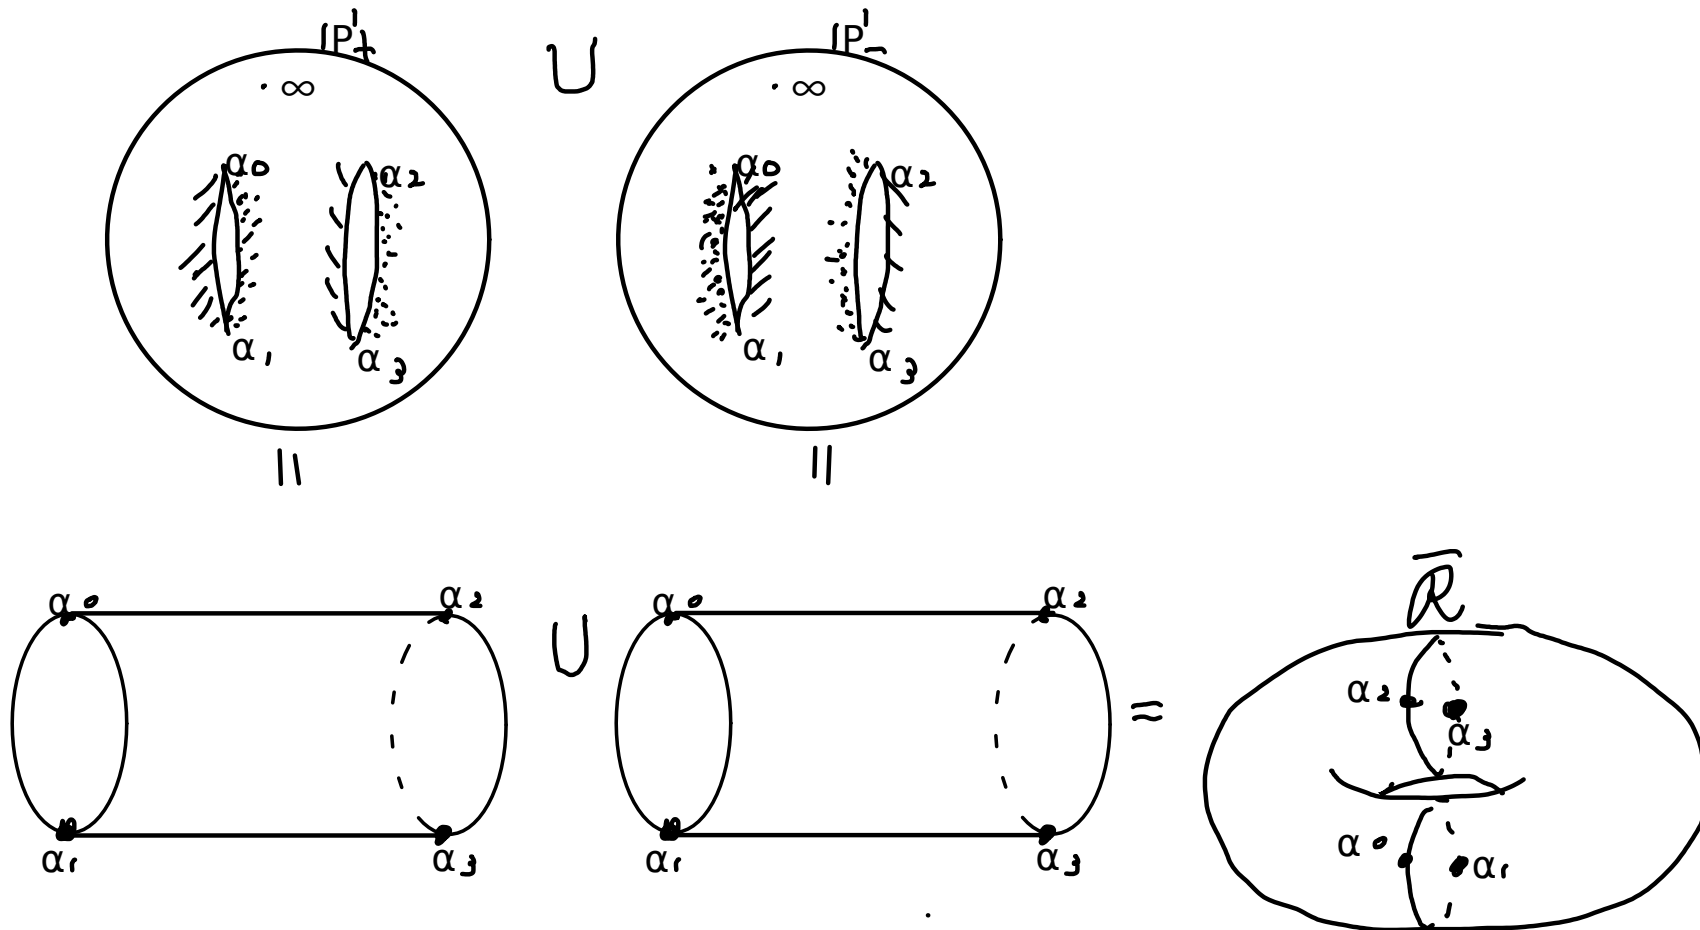 ℙ¹₊ ∪ ℙ¹₋
∞ ∞
α₀ α₂ α₀ α₂
α₁ α₃ α₁ α₃
= =
α₀ α₂ ∪ α₀ α₂ ≈ R̄
α₁ α₃ α₁ α₃
α₂ α₃
α₀ α₁